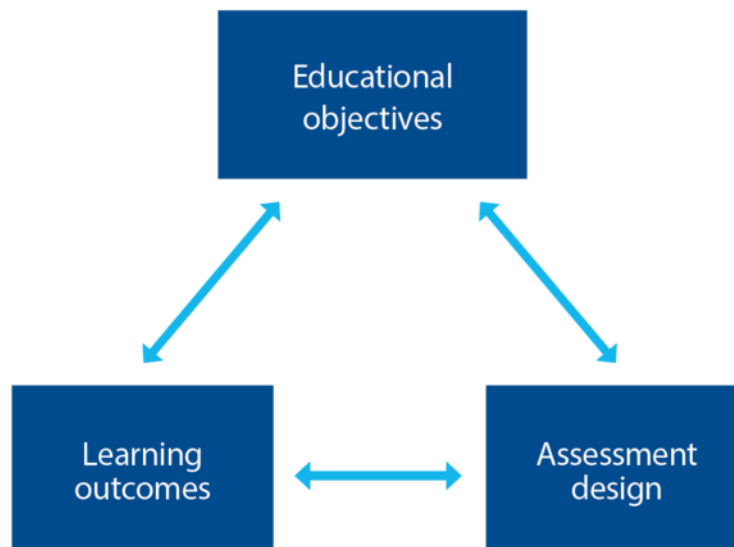 Educational
objectives
Learning
outcomes
Assessment
design